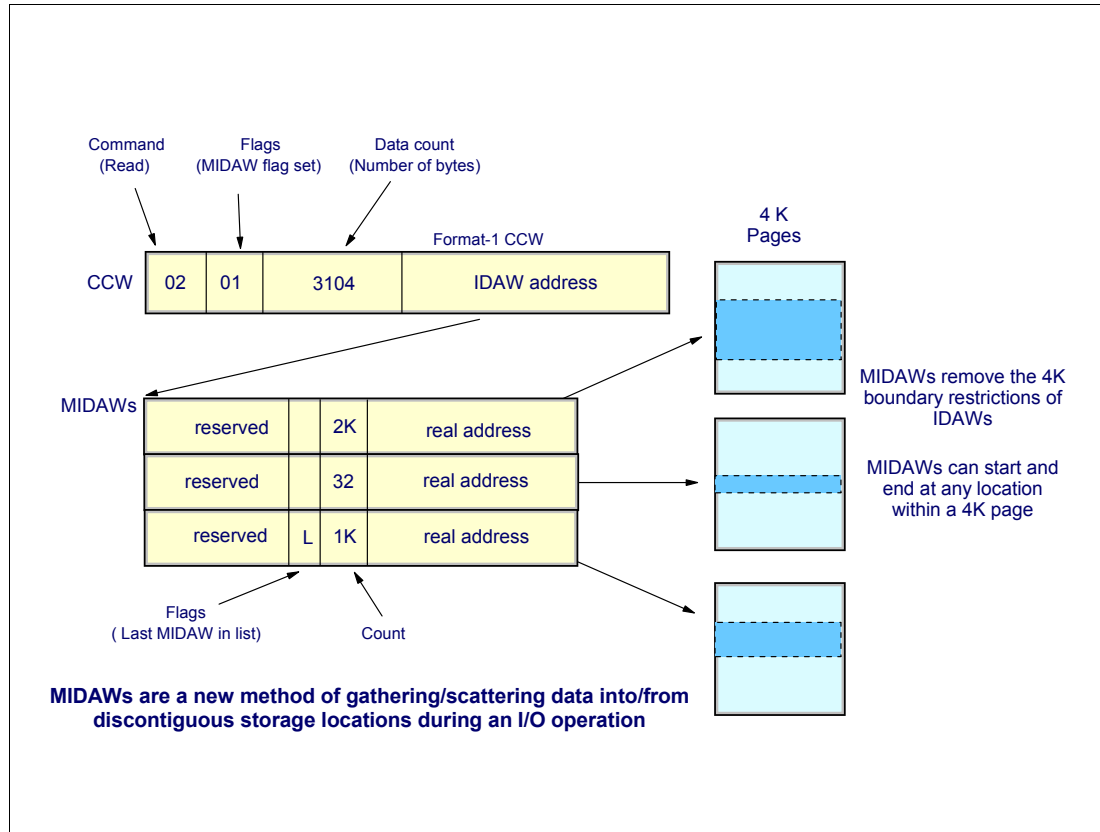 Command
(Read)
Flags
(MIDAW flag set)
Data count
(Number of bytes)
4 K
Pages
Format-1 CCW
CCW
02
01
3104
IDAW address
MIDAWs
reserved
2K
real address
reserved
32
real address
reserved
L
1K
real address
MIDAWs remove the 4K
boundary restrictions of
IDAWs
MIDAWs can start and
end at any location
within a 4K page
Flags
( Last MIDAW in list)
Count
MIDAWs are a new method of gathering/scattering data into/from
discontiguous storage locations during an I/O operation